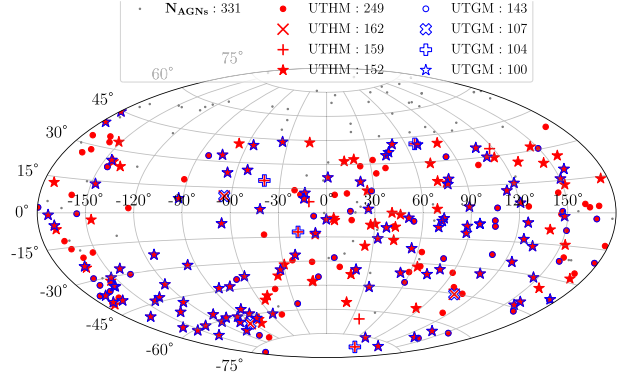 N_AGNs : 331 UTHM : 249 UTGM : 143
UTHM : 162 UTGM : 107
UTHM : 159 UTGM : 104
UTHM : 152 UTGM : 100
75°
60°
45°
30°
15°
0° -150° -120° -90° -60° -30° 0° 30° 60° 90° 120° 150°
-15°
-30°
-45°
-60°
-75°